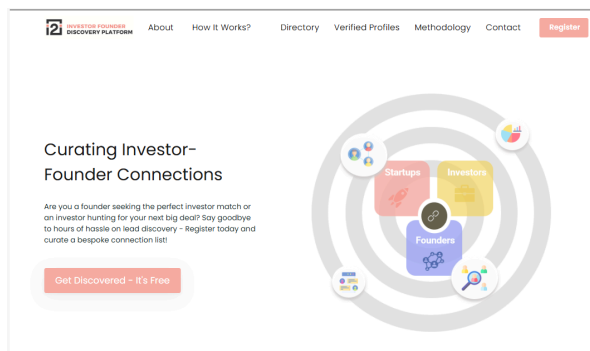 i2i
INVESTOR FOUNDER
DISCOVERY PLATFORM
About
How It Works?
Directory
Verified Profiles
Methodology
Contact
Register
Curating Investor-
Founder Connections
Are you a founder seeking the perfect investor match or
an investor hunting for your next big deal? Say goodbye
to hours of hassle on lead discovery - Register today and
curate a bespoke connection list!
Get Discovered - It's Free
Startups
Investors
Founders